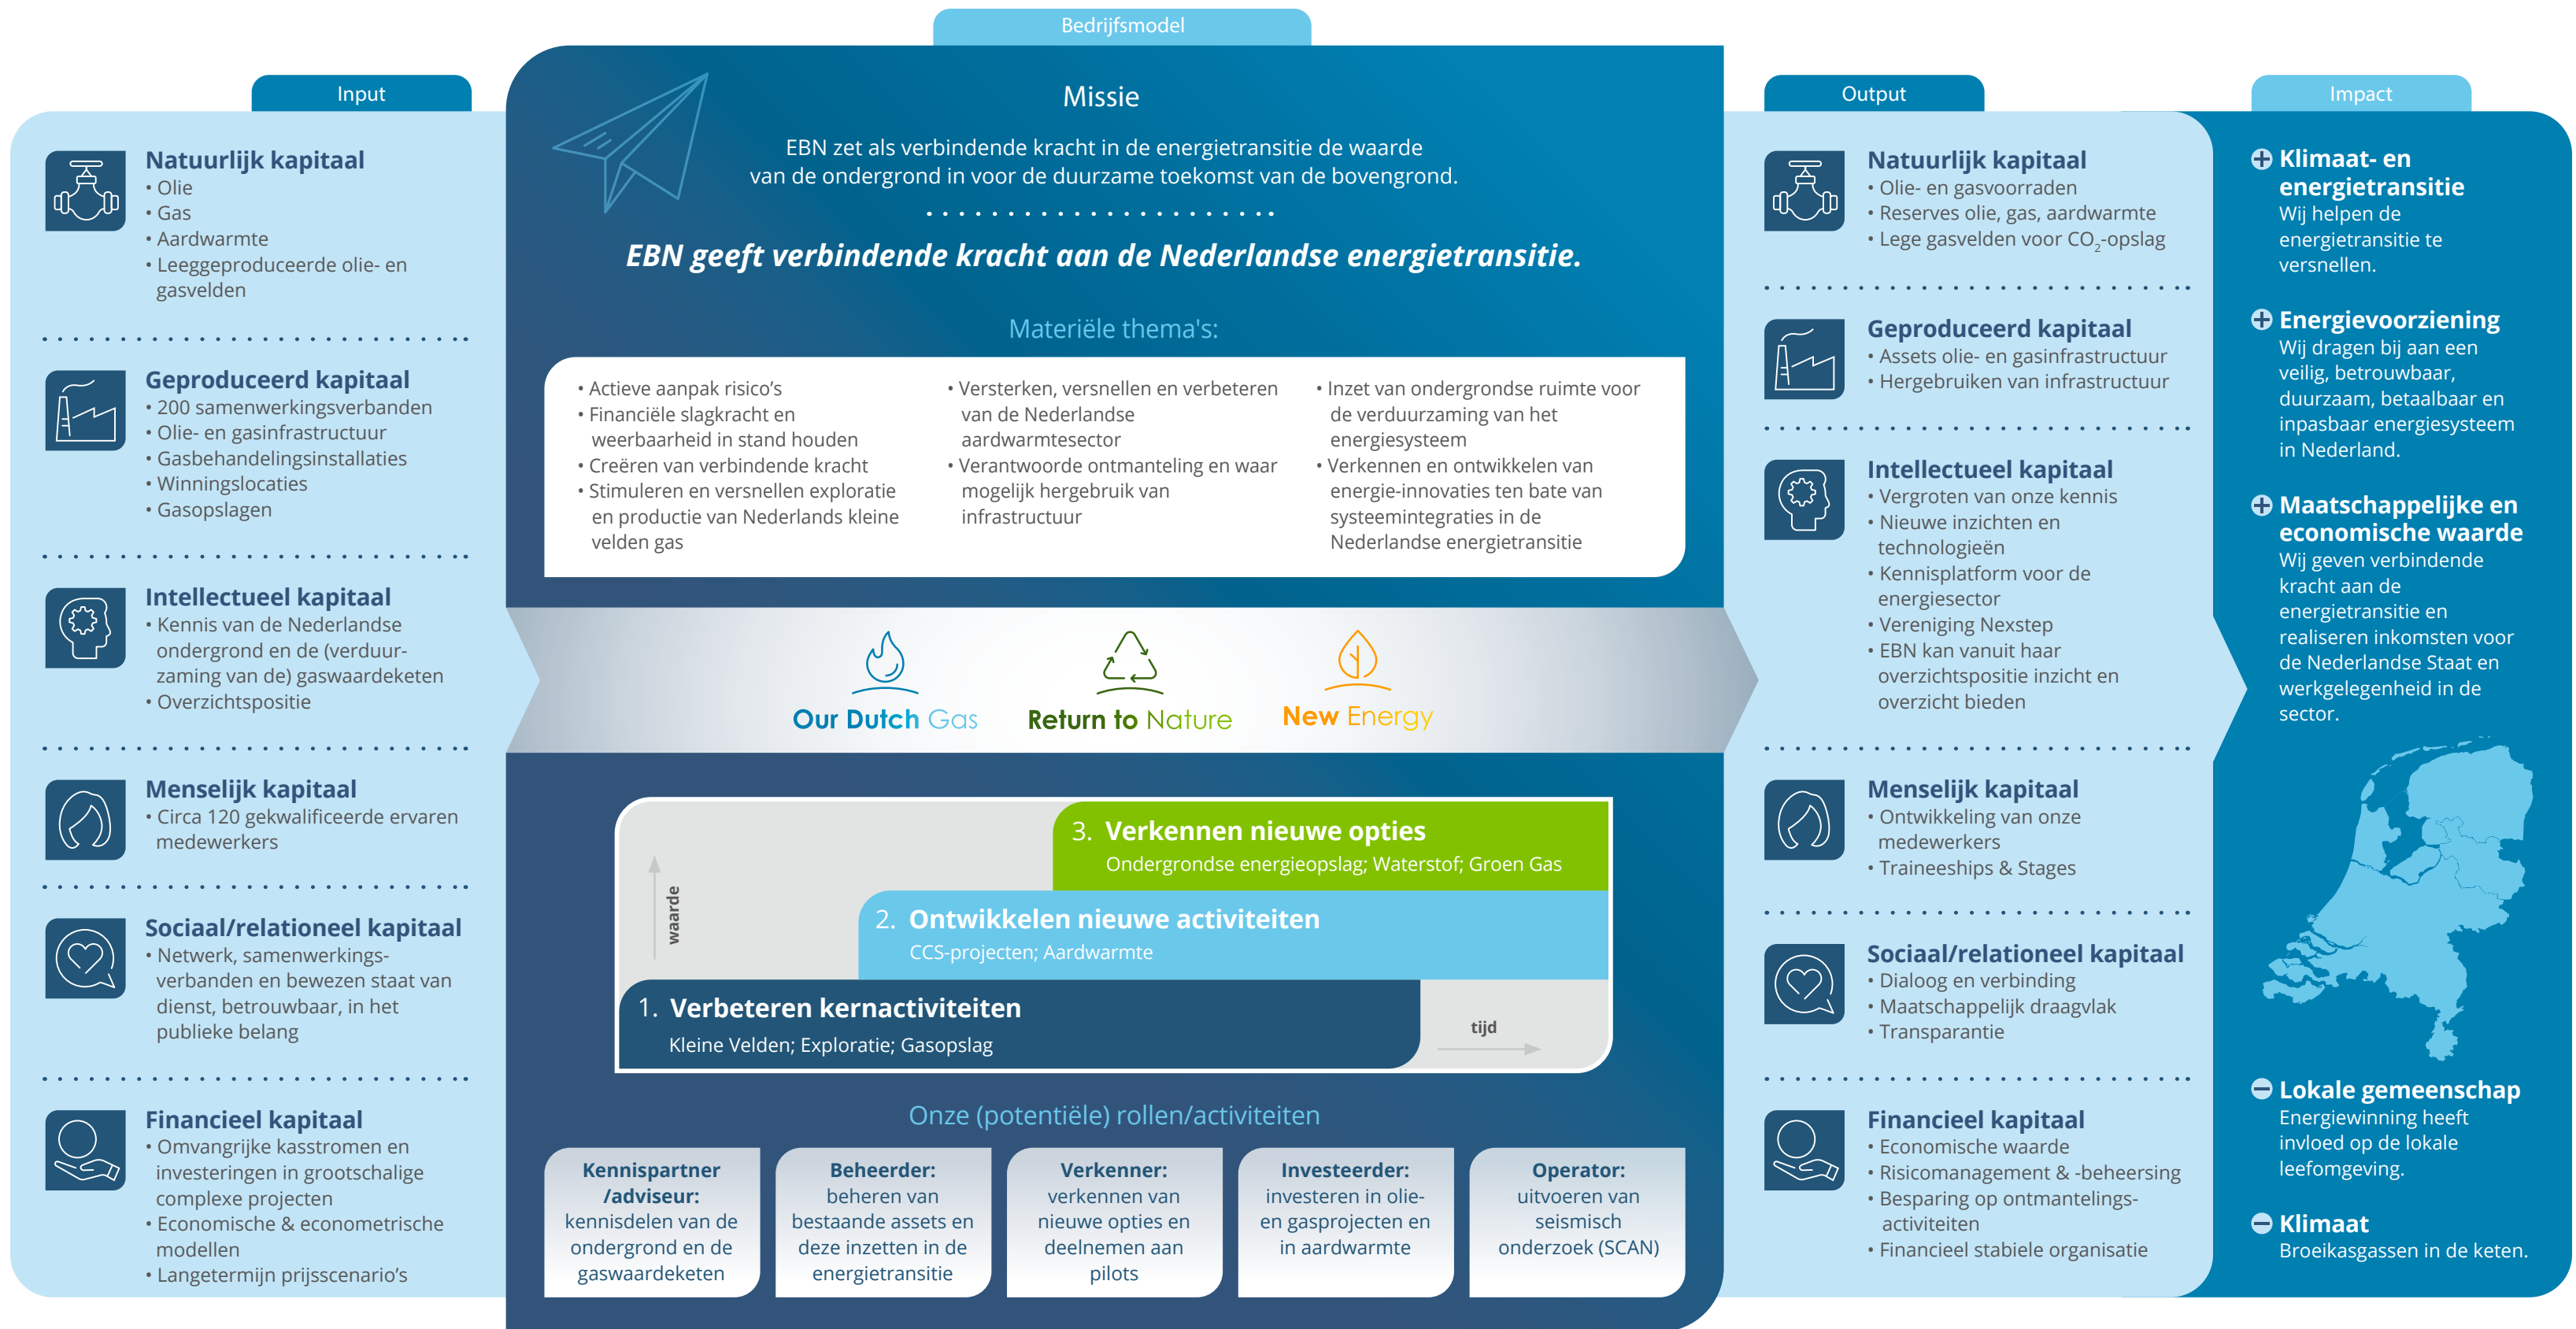 Bedrijfsmodel
Input
Natuurlijk kapitaal
• Olie
• Gas
• Aardwarmte
• Leeggeproduceerde olie- en
gasvelden
Geproduceerd kapitaal
• 200 samenwerkingsverbanden
• Olie- en gasinfrastructuur
• Gasbehandelingsinstallaties
• Winningslocaties
• Gasopslagen
Intellectueel kapitaal
• Kennis van de Nederlandse
ondergrond en de (verduur-
zaming van de) gaswaardeketen
• Overzichtspositie
Menselijk kapitaal
• Circa 120 gekwalificeerde ervaren
medewerkers
Sociaal/relationeel kapitaal
• Netwerk, samenwerkings-
verbanden en bewezen staat van
dienst, betrouwbaar, in het
publieke belang
Financieel kapitaal
• Omvangrijke kasstromen en
investeringen in grootschalige
complexe projecten
• Economische & econometrische
modellen
• Langetermijn prijsscenario's
Missie
EBN zet als verbindende kracht in de energietransitie de waarde
van de ondergrond in voor de duurzame toekomst van de bovengrond.
EBN geeft verbindende kracht aan de Nederlandse energietransitie.
Materiële thema's:
• Actieve aanpak risico's
• Financiële slagkracht en
weerbaarheid in stand houden
• Creëren van verbindende kracht
• Stimuleren en versnellen exploratie
en productie van Nederlands kleine
velden gas
• Versterken, versnellen en verbeteren
van de Nederlandse
aardwarmtesector
• Verantwoorde ontmanteling en waar
mogelijk hergebruik van
infrastructuur
• Inzet van ondergrondse ruimte voor
de verduurzaming van het
energiesysteem
• Verkennen en ontwikkelen van
energie-innovaties ten bate van
systeemintegraties in de
Nederlandse energietransitie
Our Dutch Gas
Return to Nature
New Energy
waarde
3. Verkennen nieuwe opties
Ondergrondse energieopslag; Waterstof; Groen Gas
2. Ontwikkelen nieuwe activiteiten
CCS-projecten; Aardwarmte
1. Verbeteren kernactiviteiten
Kleine Velden; Exploratie; Gasopslag
tijd
Onze (potentiële) rollen/activiteiten
Kennispartner
/adviseur:
kennisdelen van de
ondergrond en de
gaswaardeketen
Beheerder:
beheren van
bestaande assets en
deze inzetten in de
energietransitie
Verkenner:
verkennen van
nieuwe opties en
deelnemen aan
pilots
Investeerder:
investeren in olie-
en gasprojecten en
in aardwarmte
Operator:
uitvoeren van
seismisch
onderzoek (SCAN)
Output
Natuurlijk kapitaal
• Olie- en gasvoorraden
• Reserves olie, gas, aardwarmte
• Lege gasvelden voor CO₂-opslag
Geproduceerd kapitaal
• Assets olie- en gasinfrastructuur
• Hergebruiken van infrastructuur
Intellectueel kapitaal
• Vergroten van onze kennis
• Nieuwe inzichten en
technologieën
• Kennisplatform voor de
energiesector
• Vereniging Nexstep
• EBN kan vanuit haar
overzichtspositie inzicht en
overzicht bieden
Menselijk kapitaal
• Ontwikkeling van onze
medewerkers
• Traineeships & Stages
Sociaal/relationeel kapitaal
• Dialoog en verbinding
• Maatschappelijk draagvlak
• Transparantie
Financieel kapitaal
• Economische waarde
• Risicomanagement & -beheersing
• Besparing op ontmantelings-
activiteiten
• Financieel stabiele organisatie
Impact
Klimaat- en
energietransitie
Wij helpen de
energietransitie te
versnellen.
Energievoorziening
Wij dragen bij aan een
veilig, betrouwbaar,
duurzaam, betaalbaar en
inpasbaar energiesysteem
in Nederland.
Maatschappelijke en
economische waarde
Wij geven verbindende
kracht aan de
energietransitie en
realiseren inkomsten voor
de Nederlandse Staat en
werkgelegenheid in de
sector.
Lokale gemeenschap
Energiewinning heeft
invloed op de lokale
leefomgeving.
Klimaat
Broeikasgassen in de keten.